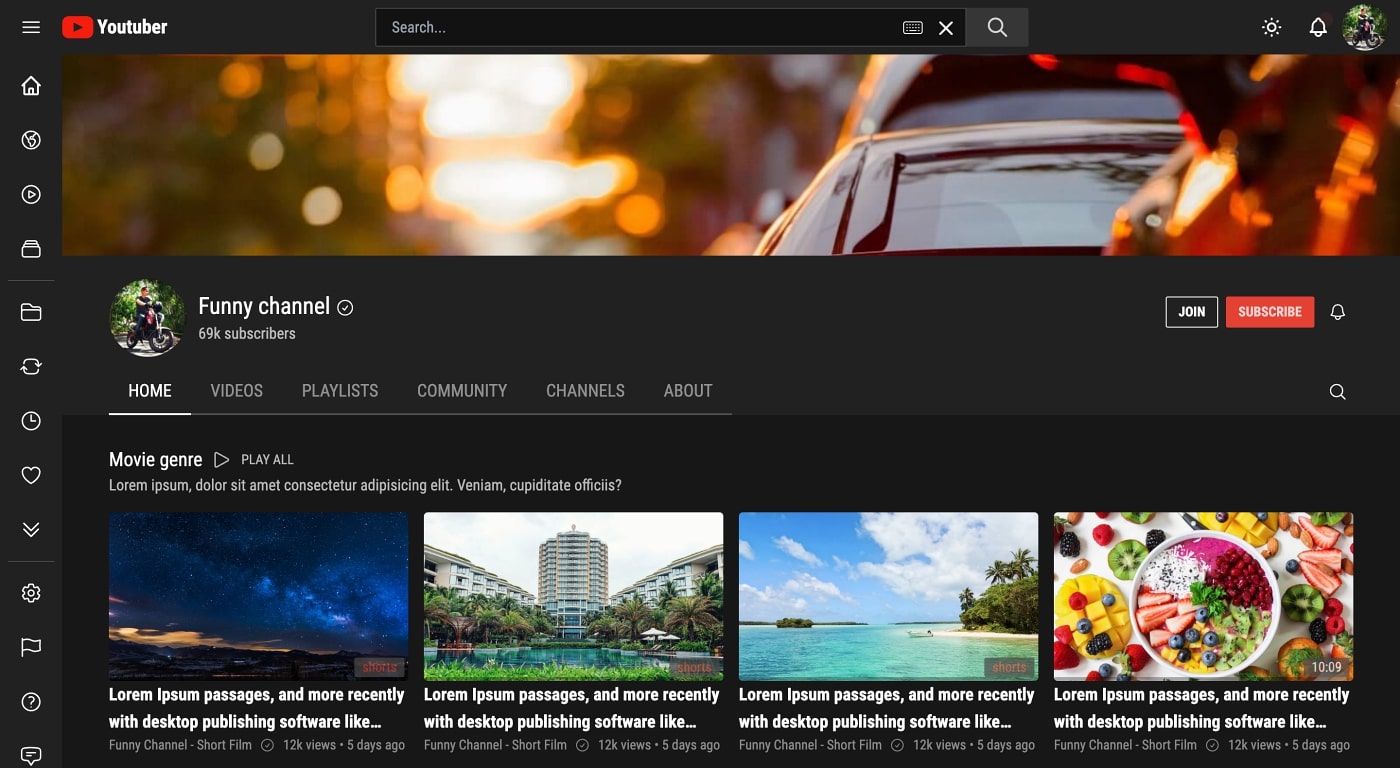 Youtuber
Search...
Funny channel
69k subscribers
JOIN
SUBSCRIBE
HOME VIDEOS PLAYLISTS COMMUNITY CHANNELS ABOUT
Movie genre PLAY ALL
Lorem ipsum, dolor sit amet consectetur adipisicing elit. Veniam, cupiditate officiis?
shorts
Lorem Ipsum passages, and more recently
with desktop publishing software like...
Funny Channel - Short Film 12k views • 5 days ago
shorts
Lorem Ipsum passages, and more recently
with desktop publishing software like...
Funny Channel - Short Film 12k views • 5 days ago
shorts
Lorem Ipsum passages, and more recently
with desktop publishing software like...
Funny Channel - Short Film 12k views • 5 days ago
10:09
Lorem Ipsum passages, and more recently
with desktop publishing software like...
Funny Channel - Short Film 12k views • 5 days ago